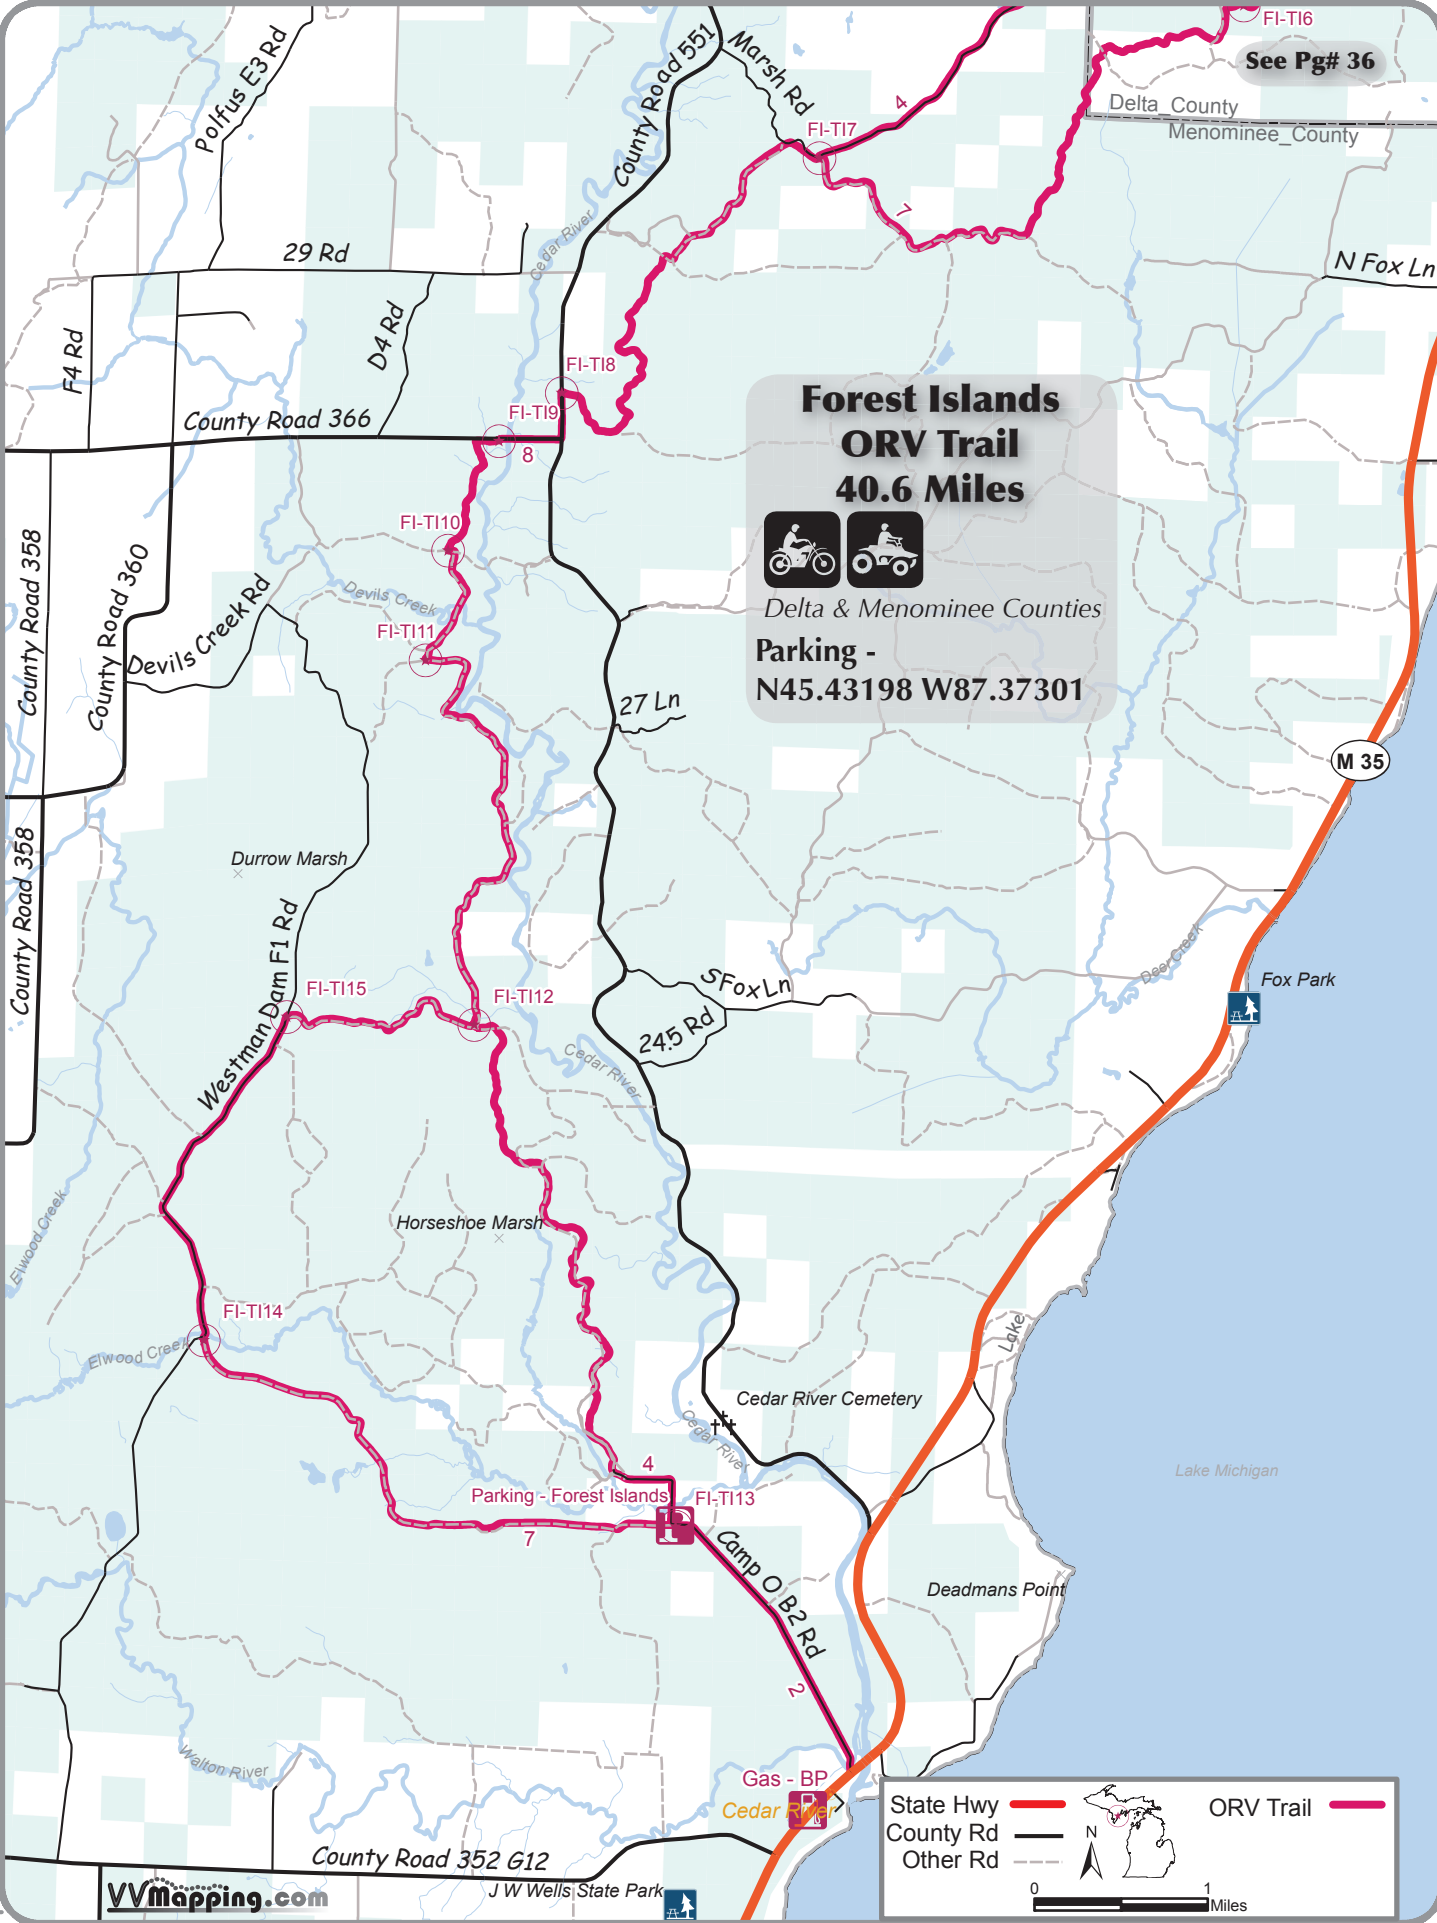 FI-TI6
See Pg# 36
Polfus E3 Rd
County Road 551
Marsh Rd
4
Delta_County
FI-TI7
Menominee_County
7
Cedar River
29 Rd
N Fox Ln
F4 Rd
D4 Rd
FI-TI8
Forest Islands
ORV Trail
40.6 Miles
FI-TI9
County Road 366
8
FI-TI10
County Road 358
County Road 360
Devils Creek Rd
Devils Creek
Delta & Menominee Counties
FI-TI11
Parking -
N45.43198 W87.37301
27 Ln
M 35
Durrow Marsh
County Road 358
Westman Dam F1 Rd
Deer Creek
FI-TI15
FI-TI12
S Fox Ln
Fox Park
24.5 Rd
Cedar River
Elwood Creek
Horseshoe Marsh
FI-TI14
Elwood Creek
Lake
Cedar River Cemetery
Cedar River
4
Lake Michigan
Parking - Forest Islands
FI-TI13
7
Camp O B2 Rd
Deadmans Point
2
Walton River
Gas - BP
Cedar River
State Hwy
ORV Trail
County Rd
N
Other Rd
County Road 352 G12
0
1
Miles
J W Wells State Park
VVMapping.com